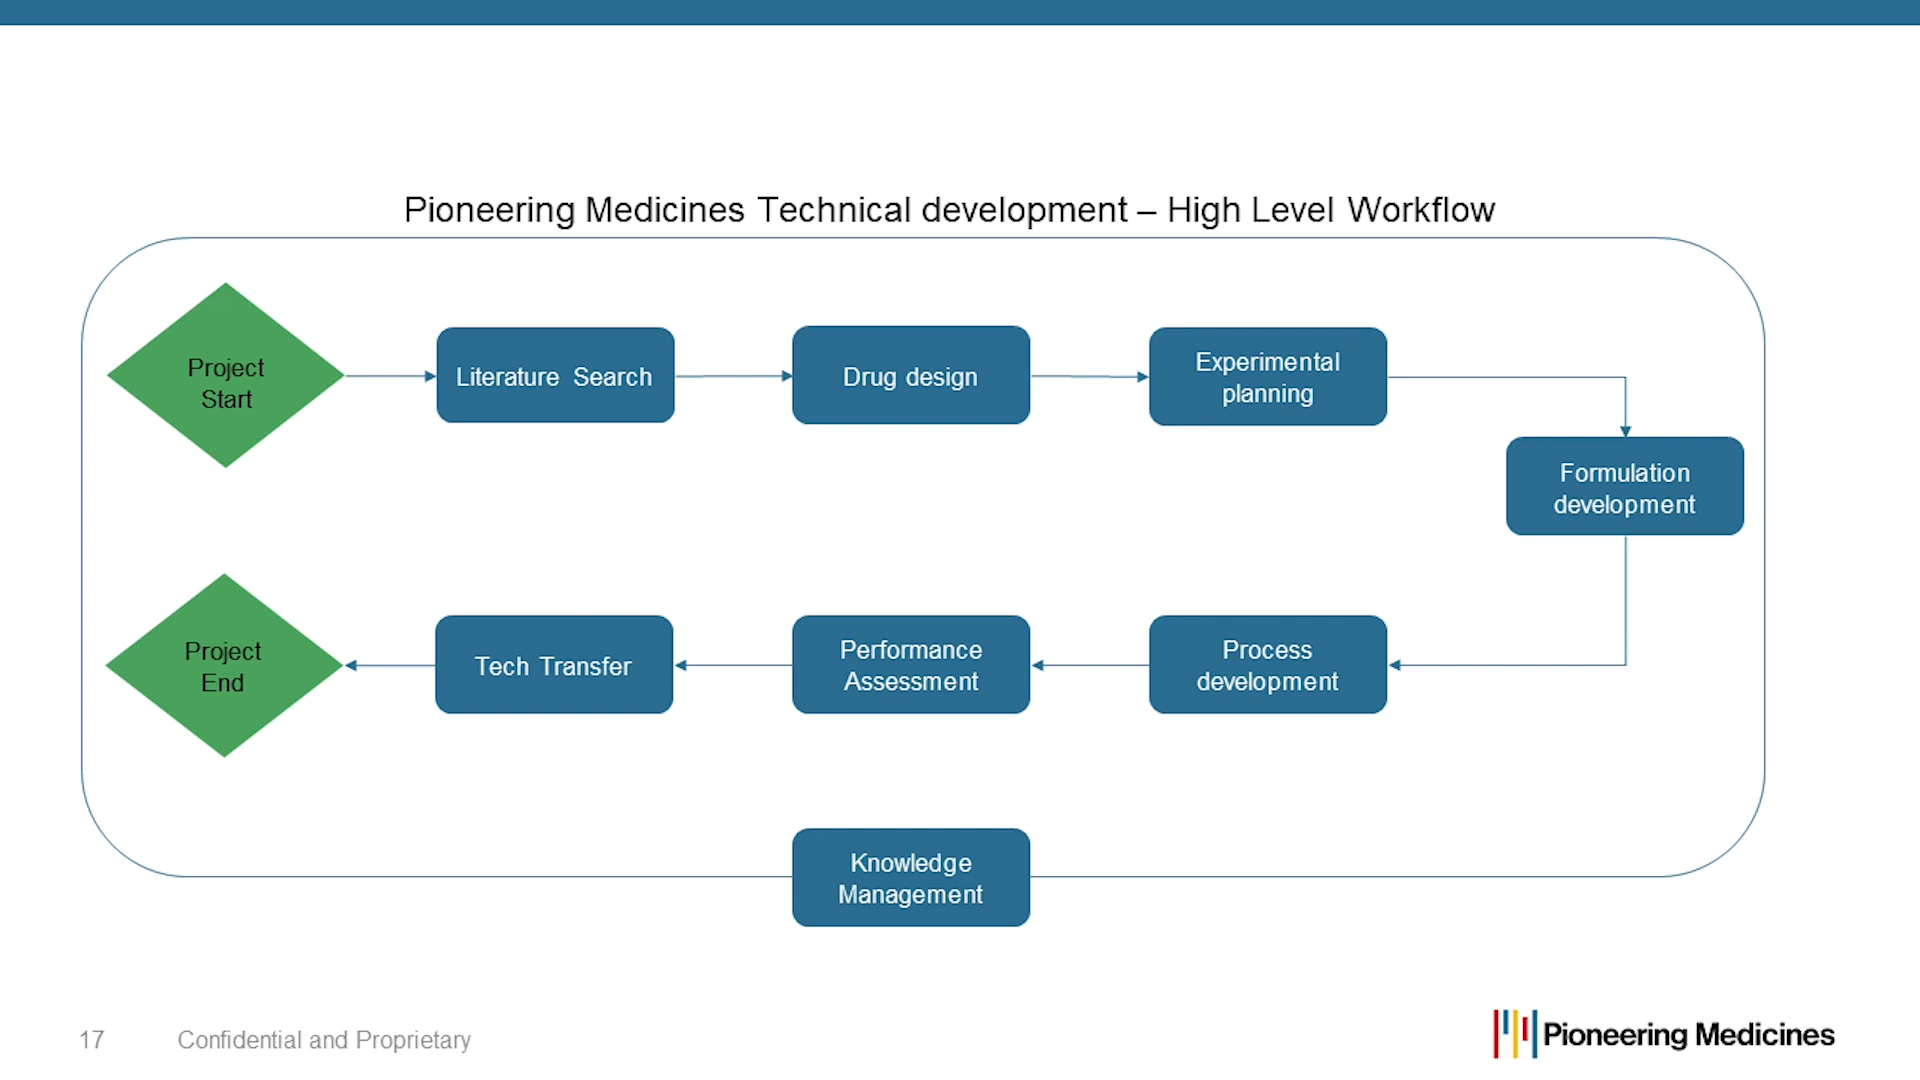 Pioneering Medicines Technical development – High Level Workflow
Project
Start
Literature Search
Drug design
Experimental
planning
Formulation
development
Process
development
Performance
Assessment
Tech Transfer
Project
End
Knowledge
Management
17
Confidential and Proprietary
Pioneering Medicines